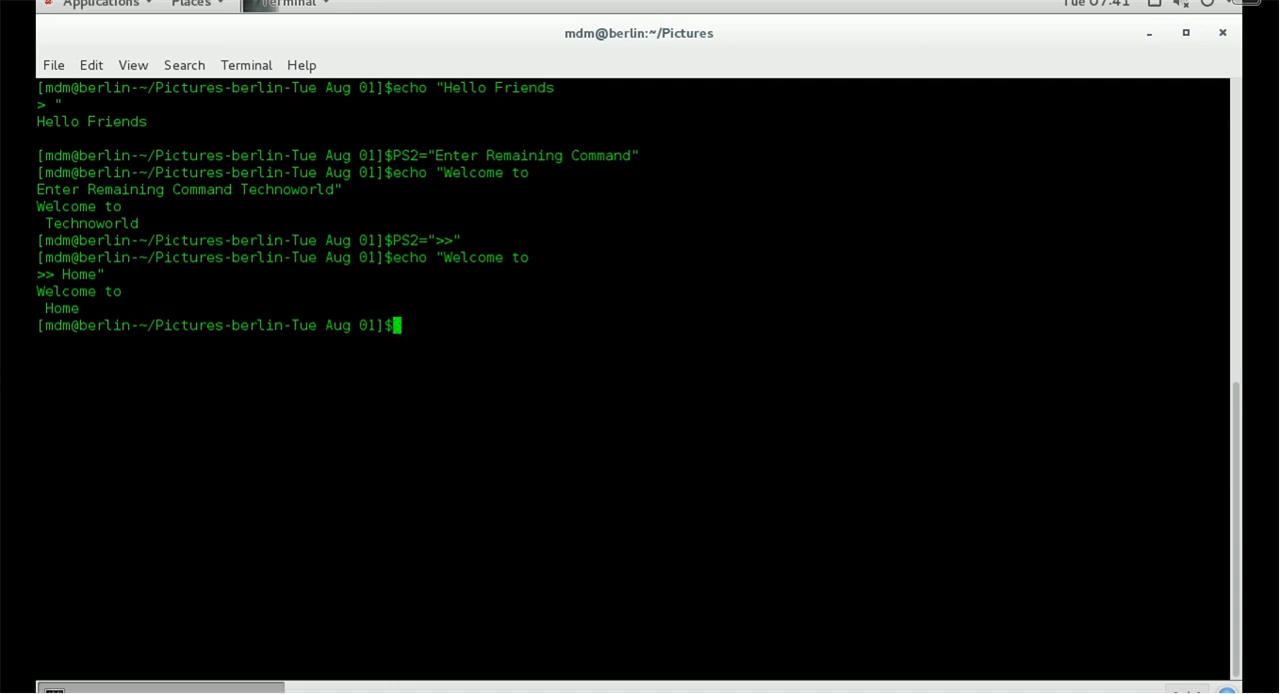 Applications Places Terminal Tue 07:41
mdm@berlin:~/Pictures
File Edit View Search Terminal Help
[mdm@berlin-~/Pictures-berlin-Tue Aug 01]$echo "Hello Friends
> "
Hello Friends
[mdm@berlin-~/Pictures-berlin-Tue Aug 01]$PS2="Enter Remaining Command"
[mdm@berlin-~/Pictures-berlin-Tue Aug 01]$echo "Welcome to
Enter Remaining Command Technoworld"
Welcome to
Technoworld
[mdm@berlin-~/Pictures-berlin-Tue Aug 01]$PS2=">>"
[mdm@berlin-~/Pictures-berlin-Tue Aug 01]$echo "Welcome to
>> Home"
Welcome to
Home
[mdm@berlin-~/Pictures-berlin-Tue Aug 01]$